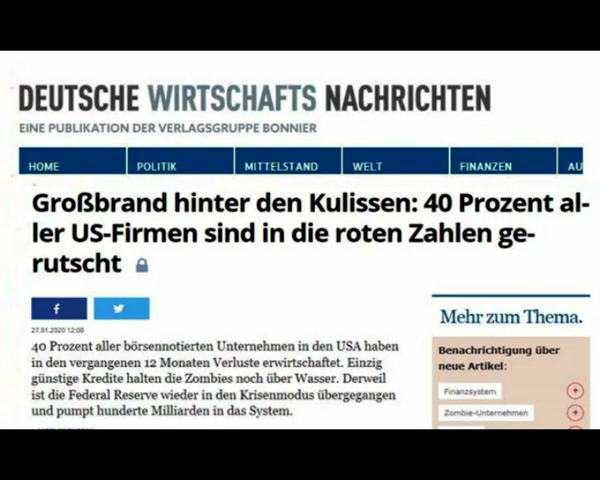 DEUTSCHE WIRTSCHAFTS NACHRICHTEN
EINE PUBLIKATION DER VERLAGSGRUPPE BONNIER
HOME POLITIK MITTELSTAND WELT FINANZEN AU
Großbrand hinter den Kulissen: 40 Prozent al-
ler US-Firmen sind in die roten Zahlen ge-
rutscht
27.01.2020 12:00
40 Prozent aller börsennotierten Unternehmen in den USA haben
in den vergangenen 12 Monaten Verluste erwirtschaftet. Einzig
günstige Kredite halten die Zombies noch über Wasser. Derweil
ist die Federal Reserve wieder in den Krisenmodus übergegangen
und pumpt hunderte Milliarden in das System.
Mehr zum Thema.
Benachrichtigung über
neue Artikel:
Finanzsystem
Zombie-Unternehmen